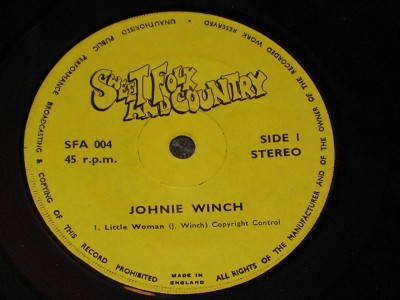 ALL RIGHTS OF THE MANUFACTURER AND OF THE OWNER OF THE RECORDED WORK RESERVED
UNAUTHORISED PUBLIC PERFORMANCE BROADCASTING & COPYING OF THIS RECORD PROHIBITED
SWEET FOLK
AND COUNTRY
SFA 004
45 r.p.m.
SIDE 1
STEREO
JOHNIE WINCH
1. Little Woman (J. Winch) Copyright Control
MADE IN
ENGLAND